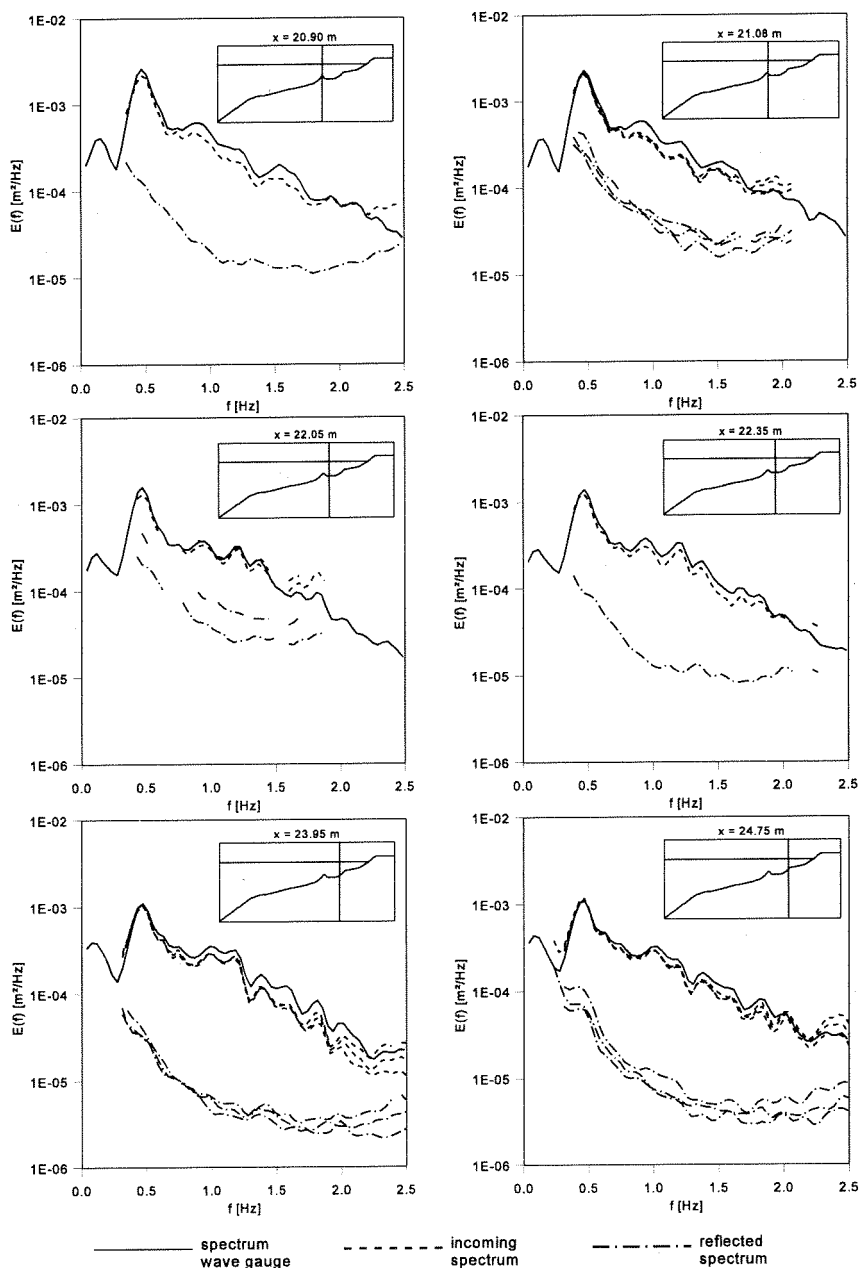 x = 20.90 m
1E-02
1E-03
1E-04
1E-05
1E-06
E(f) [m²/Hz]
0.0 0.5 1.0 1.5 2.0 2.5
f [Hz]
x = 21.08 m
1E-02
1E-03
1E-04
1E-05
1E-06
E(f) [m²/Hz]
0.0 0.5 1.0 1.5 2.0 2.5
f [Hz]
x = 22.05 m
1E-02
1E-03
1E-04
1E-05
1E-06
E(f) [m²/Hz]
0.0 0.5 1.0 1.5 2.0 2.5
f [Hz]
x = 22.35 m
1E-02
1E-03
1E-04
1E-05
1E-06
E(f) [m²/Hz]
0.0 0.5 1.0 1.5 2.0 2.5
f [Hz]
x = 23.95 m
1E-02
1E-03
1E-04
1E-05
1E-06
E(f) [m²/Hz]
0.0 0.5 1.0 1.5 2.0 2.5
f [Hz]
x = 24.75 m
1E-02
1E-03
1E-04
1E-05
1E-06
E(f) [m²/Hz]
0.0 0.5 1.0 1.5 2.0 2.5
f [Hz]
spectrum
wave gauge
incoming
spectrum
reflected
spectrum